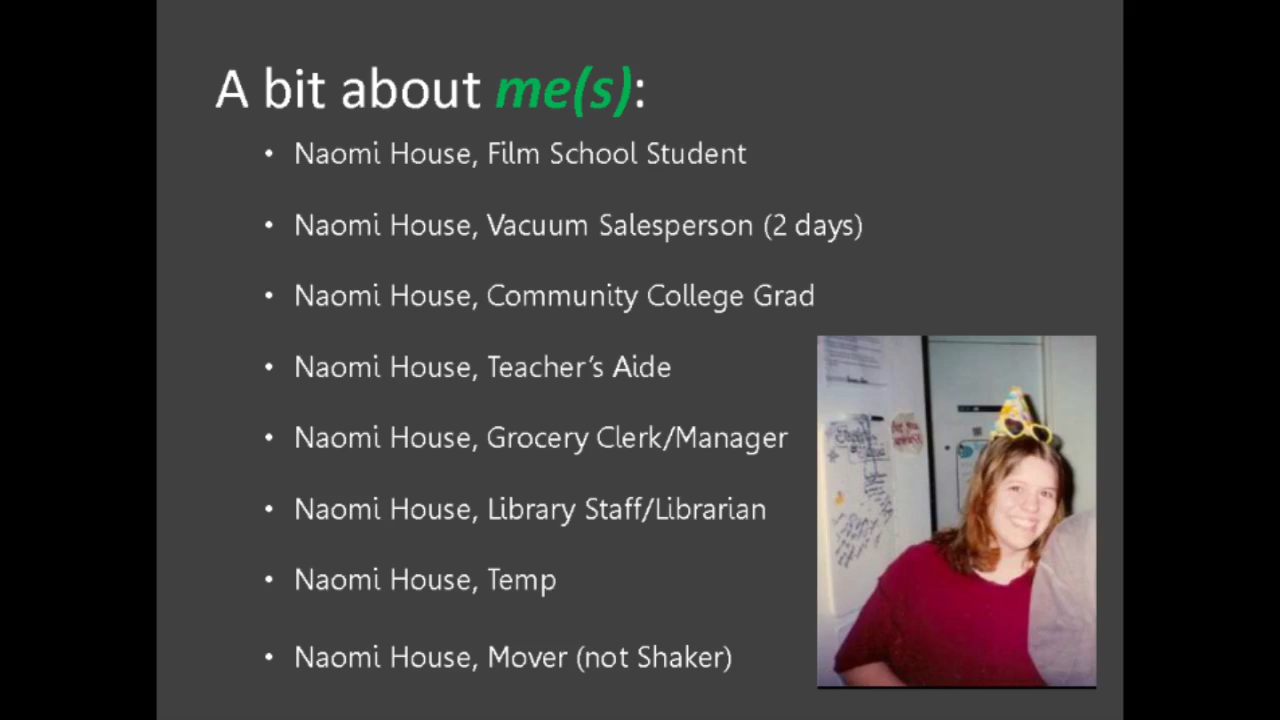 A bit about me(s):
• Naomi House, Film School Student
• Naomi House, Vacuum Salesperson (2 days)
• Naomi House, Community College Grad
• Naomi House, Teacher’s Aide
• Naomi House, Grocery Clerk/Manager
• Naomi House, Library Staff/Librarian
• Naomi House, Temp
• Naomi House, Mover (not Shaker)